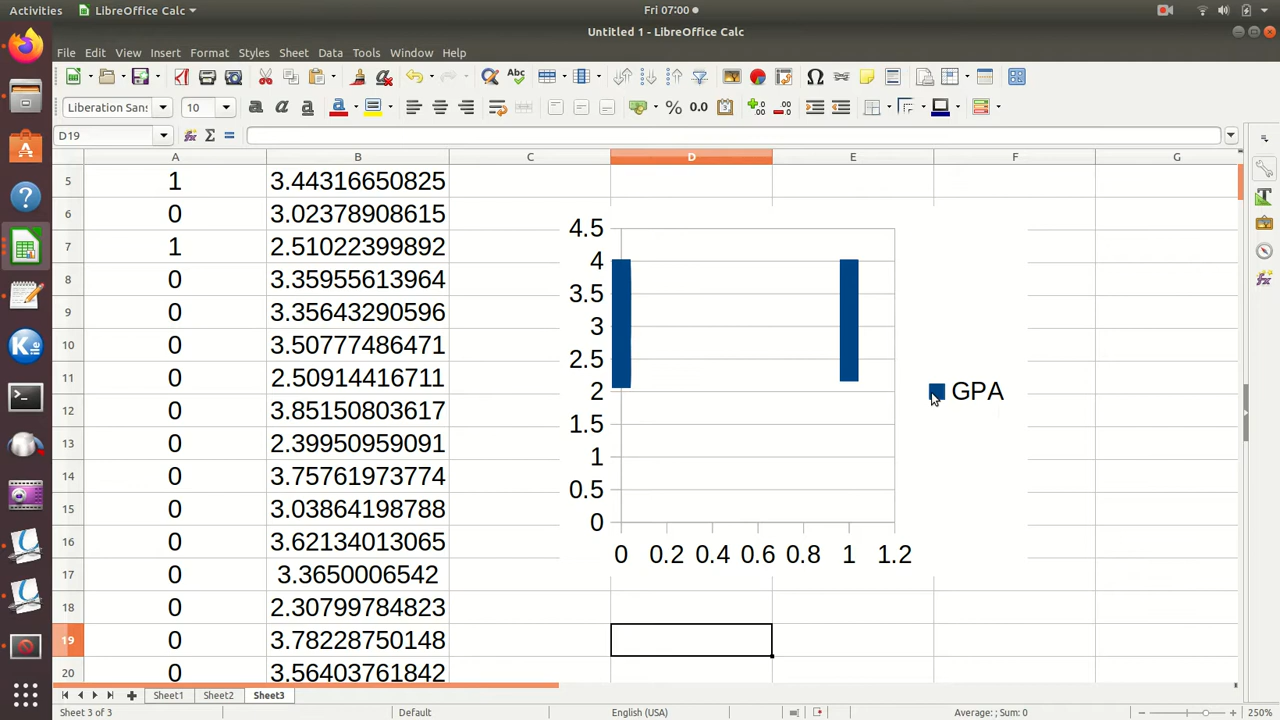 Activities LibreOffice Calc Fri 07:00
Untitled 1 - LibreOffice Calc
File Edit View Insert Format Styles Sheet Data Tools Window Help
Liberation Sans 10
D19
A B C D E F G
5 1 3.44316650825
6 0 3.02378908615
7 1 2.51022399892
8 0 3.35955613964
9 0 3.35643290596
10 0 3.50777486471
11 0 2.50914416711
12 0 3.85150803617
13 0 2.39950959091
14 0 3.75761973774
15 0 3.03864198788
16 0 3.62134013065
17 0 3.3650006542
18 0 2.30799784823
19 0 3.78228750148
20 0 3.56403761842
4.5
4
3.5
3
2.5
2
1.5
1
0.5
0
0 0.2 0.4 0.6 0.8 1 1.2
GPA
Sheet1 Sheet2 Sheet3
Sheet 3 of 3 Default English (USA) Average: ; Sum: 0 250%